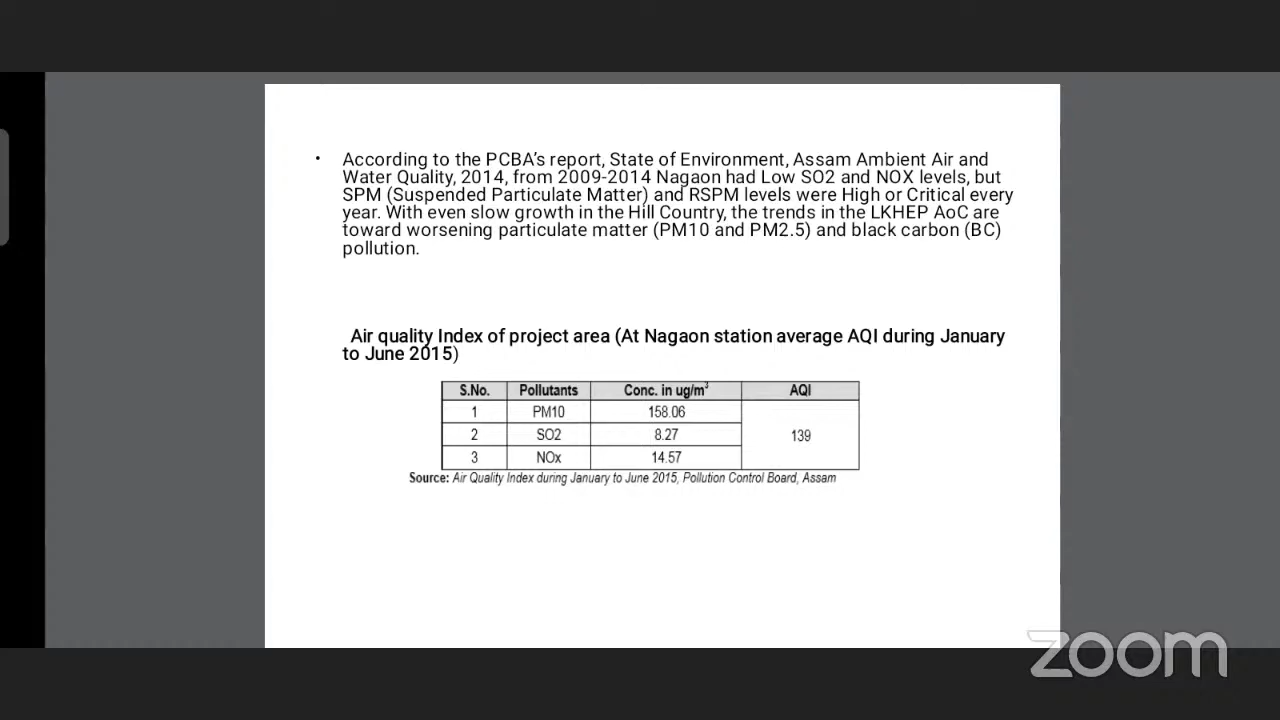 • According to the PCBA's report, State of Environment, Assam Ambient Air and
Water Quality, 2014, from 2009-2014 Nagaon had Low SO2 and NOX levels, but
SPM (Suspended Particulate Matter) and RSPM levels were High or Critical every
year. With even slow growth in the Hill Country, the trends in the LKHEP AoC are
toward worsening particulate matter (PM10 and PM2.5) and black carbon (BC)
pollution.
Air quality Index of project area (At Nagaon station average AQI during January
to June 2015)
S.No. Pollutants Conc. in ug/m³ AQI
1 PM10 158.06
2 SO2 8.27 139
3 NOx 14.57
Source: Air Quality Index during January to June 2015, Pollution Control Board, Assam
zoom